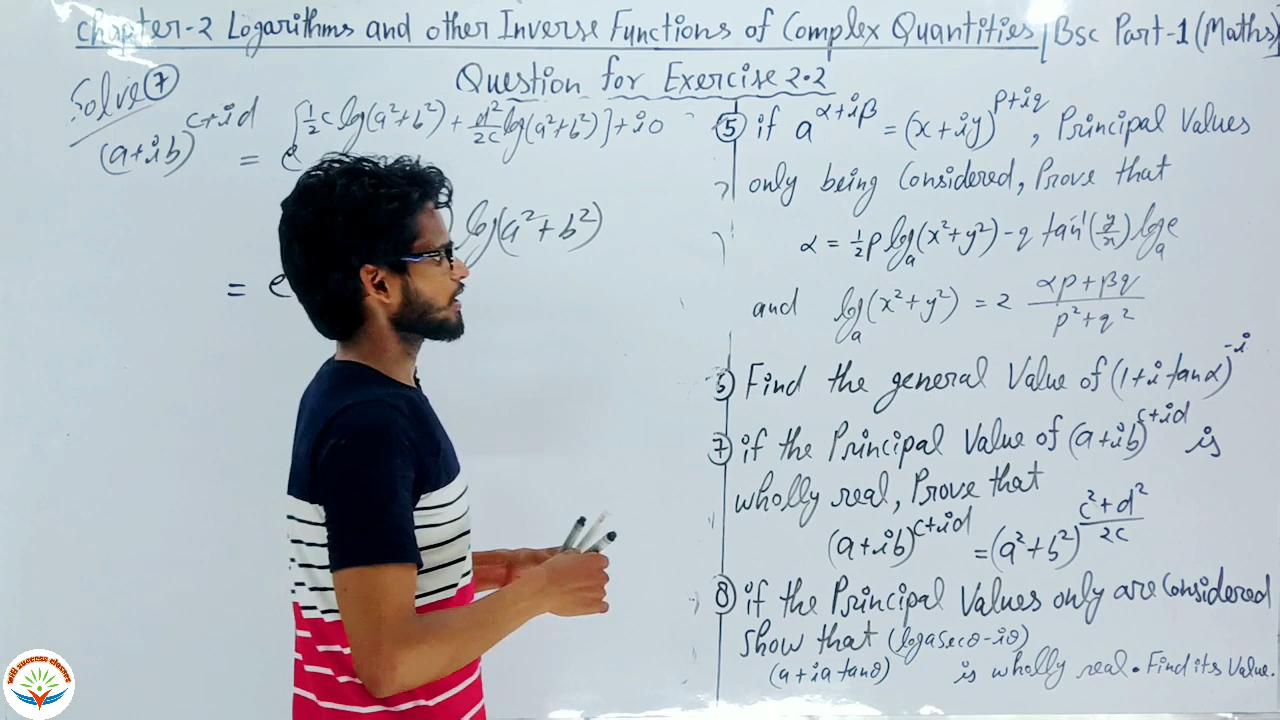 Chapter-2 Logarithms and other Inverse Functions of Complex Quantities / Bsc Part-1 (Maths)
Question for Exercise 2.2
Solve ⑦
(a+ib)^{c+id} = e^{[½ c log(a²+b²) + d²/2c log(a²+b²)] + i0}
) log(a²+b²)
= e
⑤ if a^{α+iβ} = (x+iy)^{p+iq}, Principal Values
only being Considered, Prove that
α = ½ p log_a(x²+y²) - q tan⁻¹(y/x) log_a e
and log_a(x²+y²) = 2 (αp+βq)/(p²+q²)
⑥ Find the general Value of (1+i tanα)^{-i}
⑦ if the Principal Value of (a+ib)^{c+id} is
wholly real, Prove that
(a+ib)^{c+id} = (a²+b²)^{(c²+d²)/2c}
⑧ if the Principal Values only are Considered
Show that (a+ia tanθ)^{(log a secθ - iθ)} is wholly real. Find its Value.
success classes